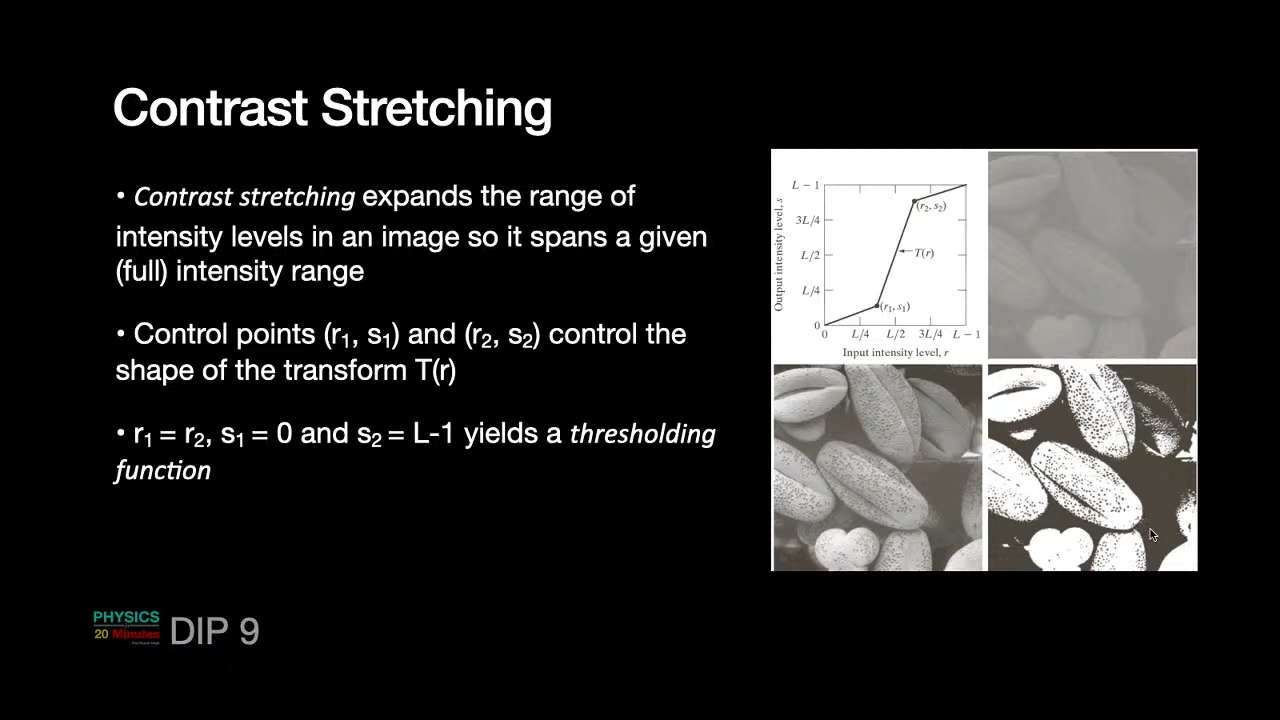 Contrast Stretching
• Contrast stretching expands the range of
intensity levels in an image so it spans a given
(full) intensity range
• Control points (r₁, s₁) and (r₂, s₂) control the
shape of the transform T(r)
• r₁ = r₂, s₁ = 0 and s₂ = L-1 yields a thresholding
function
L − 1
3L/4
L/2
L/4
0
Output intensity level, s
(r₂, s₂)
T(r)
(r₁, s₁)
0 L/4 L/2 3L/4 L − 1
Input intensity level, r
PHYSICS
20 Minutes
DIP 9